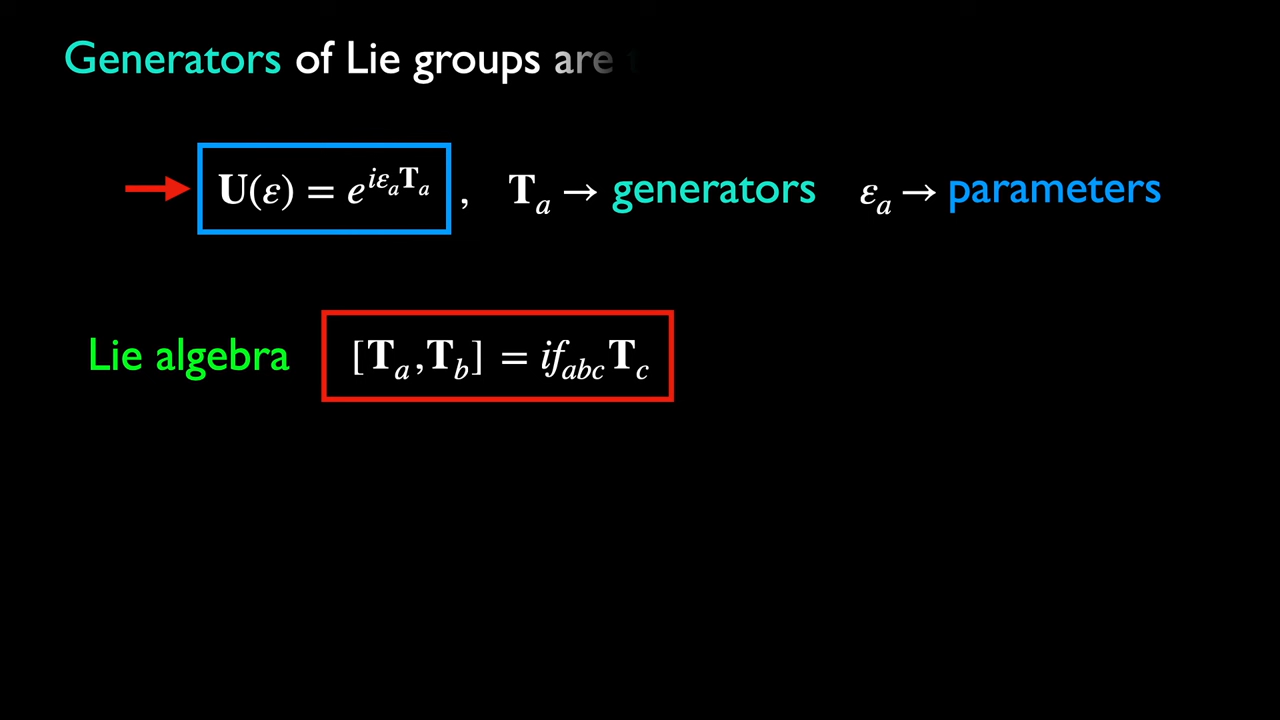 Generators of Lie groups are t
U(ε) = e^{iε_a T_a} , T_a → generators ε_a → parameters
Lie algebra [T_a, T_b] = if_{abc} T_c